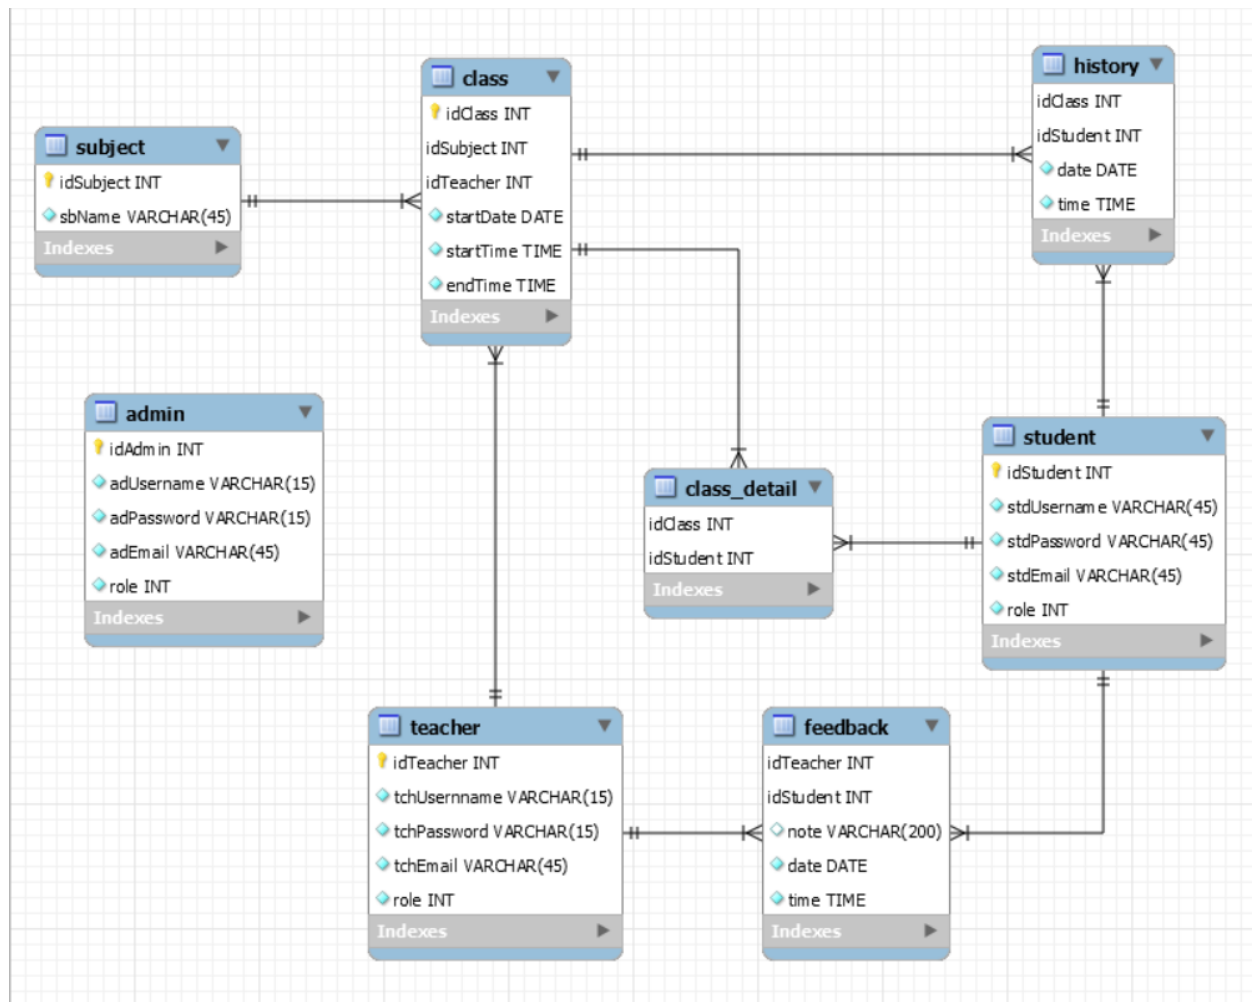 subject
idSubject INT
sbName VARCHAR(45)
Indexes
class
idClass INT
idSubject INT
idTeacher INT
startDate DATE
startTime TIME
endTime TIME
Indexes
history
idClass INT
idStudent INT
date DATE
time TIME
Indexes
admin
idAdmin INT
adUsername VARCHAR(15)
adPassword VARCHAR(15)
adEmail VARCHAR(45)
role INT
Indexes
class_detail
idClass INT
idStudent INT
Indexes
student
idStudent INT
stdUsername VARCHAR(45)
stdPassword VARCHAR(45)
stdEmail VARCHAR(45)
role INT
Indexes
teacher
idTeacher INT
tchUsernname VARCHAR(15)
tchPassword VARCHAR(15)
tchEmail VARCHAR(45)
role INT
Indexes
feedback
idTeacher INT
idStudent INT
note VARCHAR(200)
date DATE
time TIME
Indexes